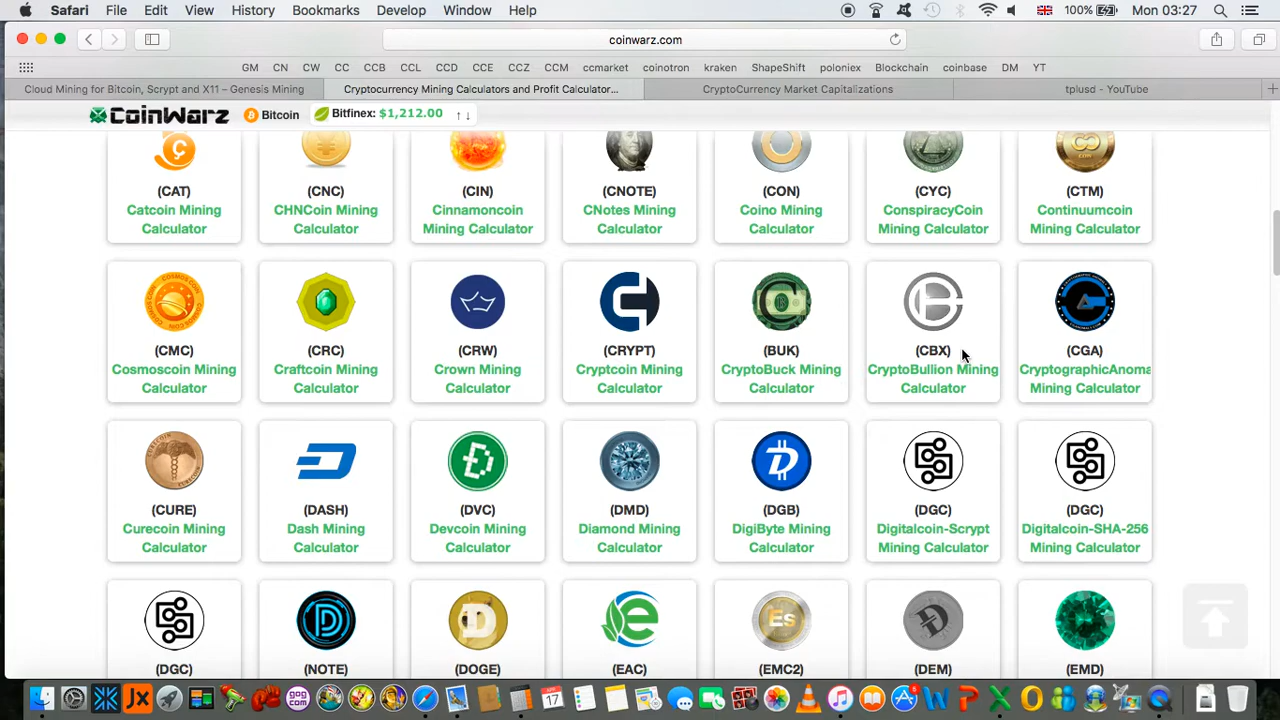 Safari File Edit View History Bookmarks Develop Window Help 100% Mon 03:27
coinwarz.com
GM CN CW CC CCB CCL CCD CCE CCZ CCM ccmarket coinotron kraken ShapeShift poloniex Blockchain coinbase DM YT
Cloud Mining for Bitcoin, Scrypt and X11 – Genesis Mining Cryptocurrency Mining Calculators and Profit Calculator... CryptoCurrency Market Capitalizations tplusd - YouTube
CoinWarz Bitcoin Bitfinex: $1,212.00 ↑ ↓
(CAT) (CNC) (CIN) (CNOTE) (CON) (CYC) (CTM)
Catcoin Mining CHNCoin Mining Cinnamoncoin CNotes Mining Coino Mining ConspiracyCoin Continuumcoin
Calculator Calculator Mining Calculator Calculator Calculator Mining Calculator Mining Calculator
(CMC) (CRC) (CRW) (CRYPT) (BUK) (CBX) (CGA)
Cosmoscoin Mining Craftcoin Mining Crown Mining Cryptcoin Mining CryptoBuck Mining CryptoBullion Mining CryptographicAnoma
Calculator Calculator Calculator Calculator Calculator Calculator Mining Calculator
(CURE) (DASH) (DVC) (DMD) (DGB) (DGC) (DGC)
Curecoin Mining Dash Mining Devcoin Mining Diamond Mining DigiByte Mining Digitalcoin-Scrypt Digitalcoin-SHA-256
Calculator Calculator Calculator Calculator Calculator Mining Calculator Mining Calculator
(DGC) (NOTE) (DOGE) (EAC) (EMC2) (DEM) (EMD)